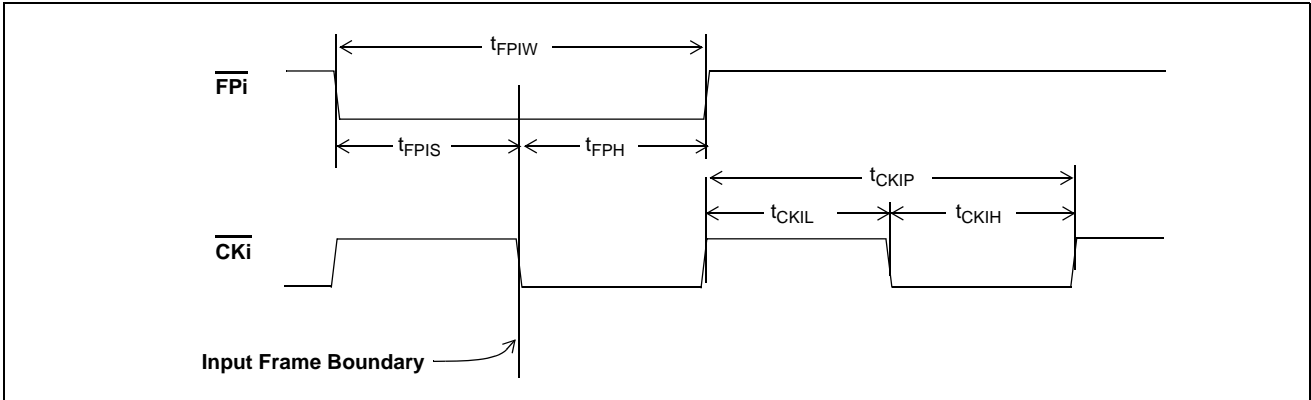 tFPIW
FPi
tFPIS
tFPH
tCKIP
tCKIL
tCKIH
CKi
Input Frame Boundary